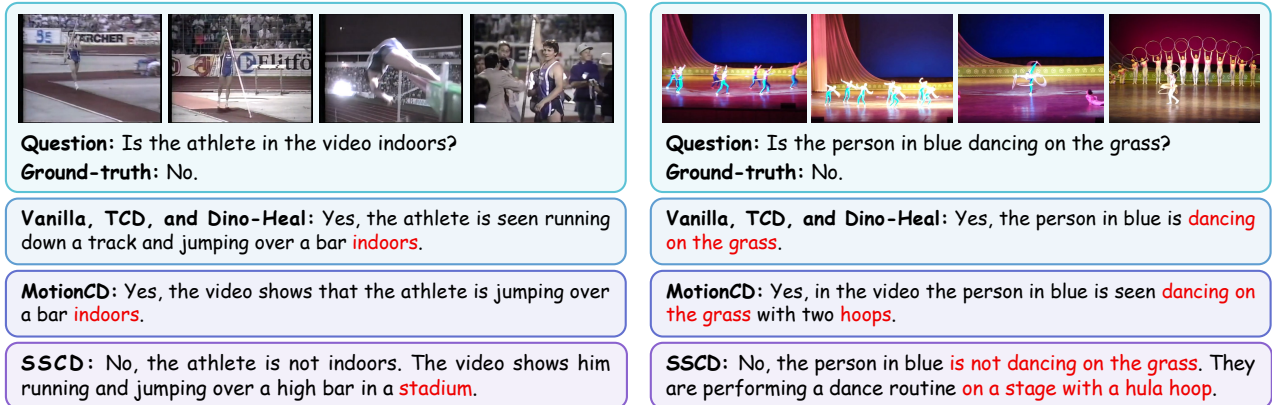 ARCHER
Elitfö
Question: Is the athlete in the video indoors?
Ground-truth: No.
Vanilla, TCD, and Dino-Heal: Yes, the athlete is seen running
down a track and jumping over a bar indoors.
MotionCD: Yes, the video shows that the athlete is jumping over
a bar indoors.
SSCD: No, the athlete is not indoors. The video shows him
running and jumping over a high bar in a stadium.
Question: Is the person in blue dancing on the grass?
Ground-truth: No.
Vanilla, TCD, and Dino-Heal: Yes, the person in blue is dancing
on the grass.
MotionCD: Yes, in the video the person in blue is seen dancing on
the grass with two hoops.
SSCD: No, the person in blue is not dancing on the grass. They
are performing a dance routine on a stage with a hula hoop.